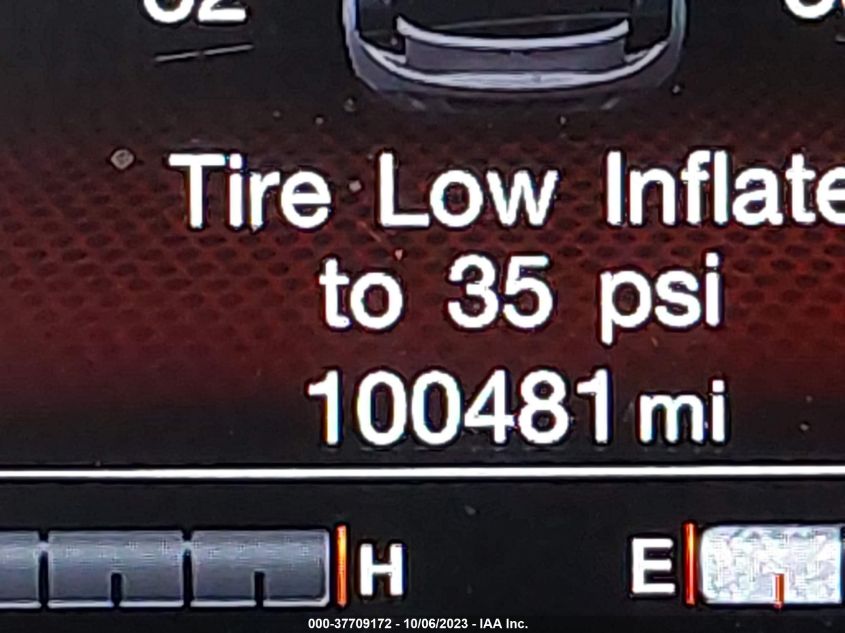 Tire Low Inflate
to 35 psi
100481 mi
H E
000-37709172 - 10/06/2023 - IAA Inc.